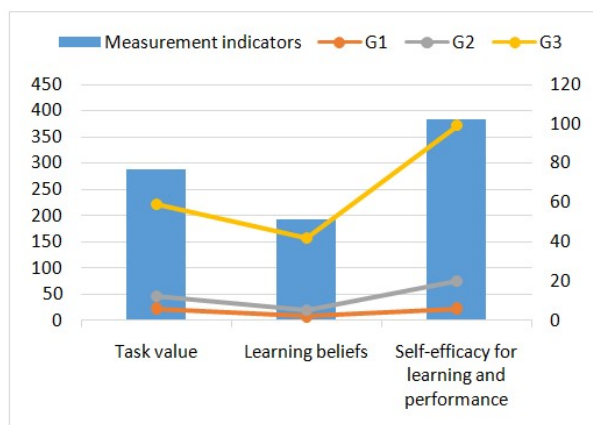 Measurement indicators G1 G2 G3
450 120
400
350 100
300 80
250
200 60
150 40
100
50 20
0 0
Task value Learning beliefs Self-efficacy for
learning and
performance